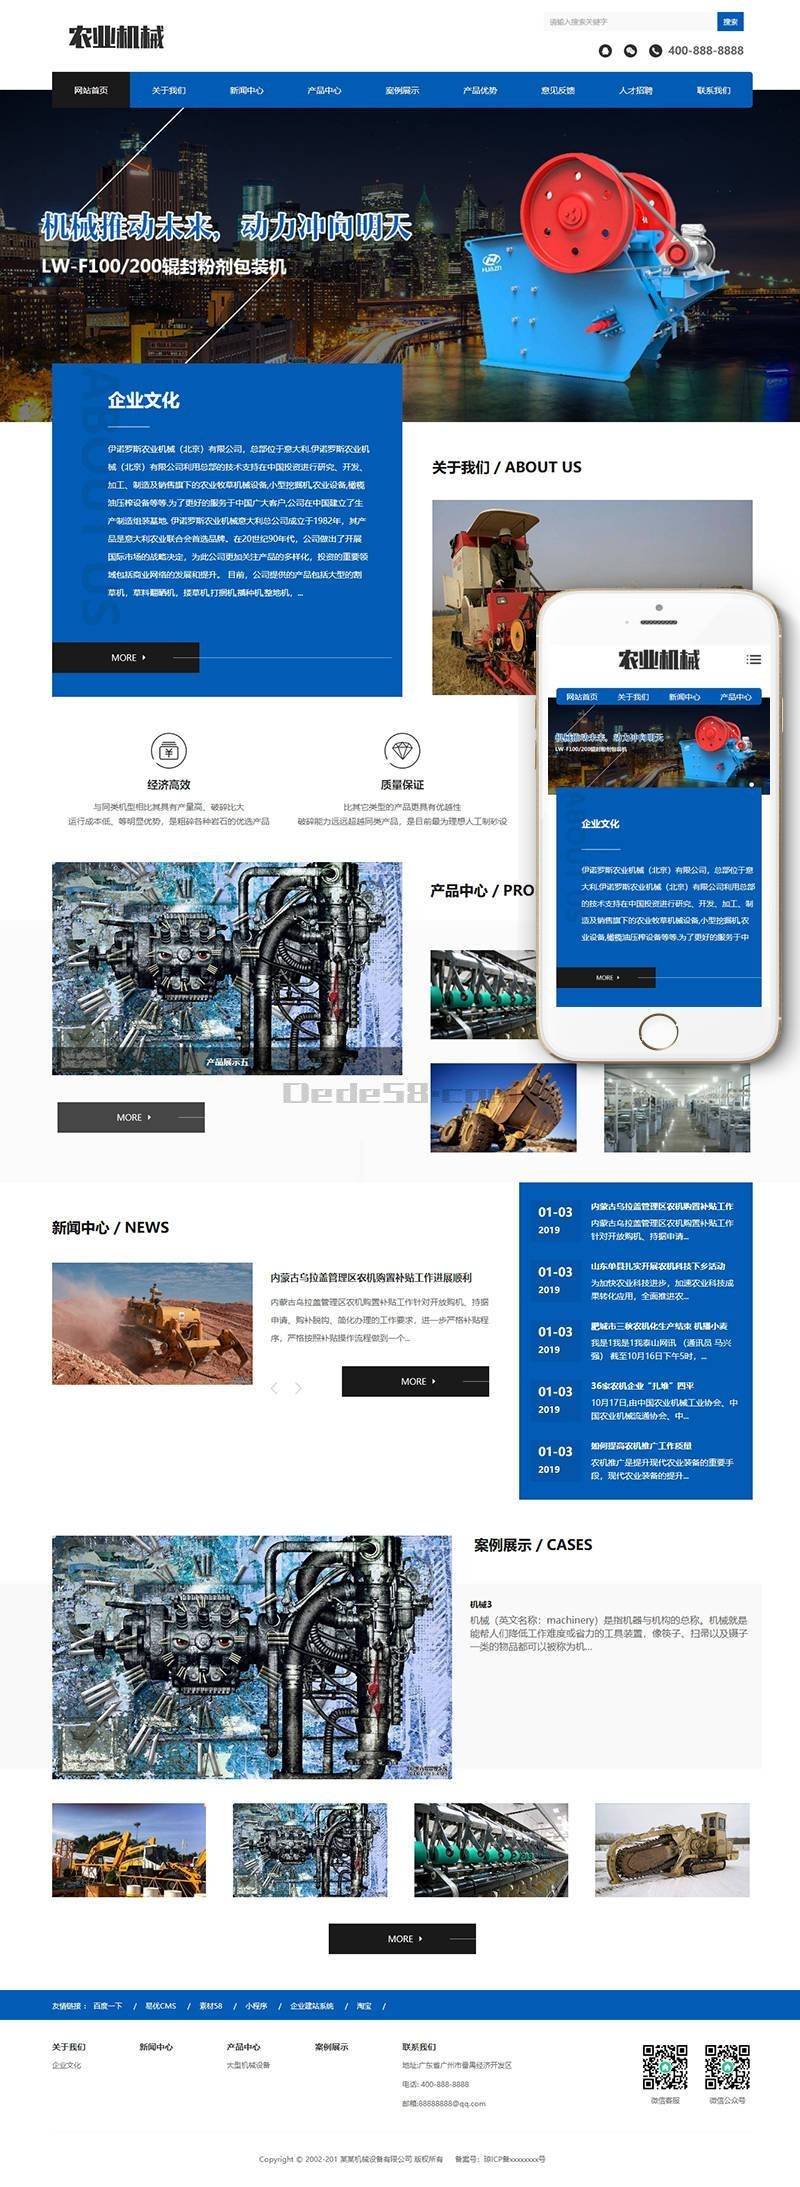 农业机械
请输入搜索关键字
搜索
400-888-8888
网站首页 关于我们 新闻中心 产品中心 案例展示 产品优势 意见反馈 人才招聘 联系我们
机械推动未来，动力冲向明天
LW-F100/200辊封粉剂包装机
ABOUT US
企业文化
伊诺罗斯农业机械（北京）有限公司，总部位于意大利.伊诺罗斯农业机
械（北京）有限公司利用总部的技术支持在中国投资进行研究、开发、
加工、制造及销售旗下的农业牧草机械设备,小型挖掘机,农业设备,橄榄
油压榨设备等等.为了更好的服务于中国广大客户,公司在中国建立了生
产制造组装基地. 伊诺罗斯农业机械意大利总公司成立于1982年，其产
品是意大利农业联合会首选品牌。在20世纪90年代，公司做出了开展
国际市场的战略决定，为此公司更加关注产品的多样化，投资的重要领
域包括商业网络的发展和提升。 目前，公司提供的产品包括大型的割
草机，草料翻晒机，搂草机,打捆机,播种机,整地机，...
MORE
关于我们 / ABOUT US
经济高效
与同类机型相比其具有产量高、破碎比大
运行成本低、等明显优势，是粗碎各种岩石的优选产品
质量保证
比其它类型的产品更具有优越性
破碎能力远远超越同类产品，是目前最为理想人工制砂设
农业机械
网站首页 关于我们 新闻中心 产品中心
机械推动未来，动力冲向明天
LW-F100/200辊封粉剂包装机
企业文化
伊诺罗斯农业机械（北京）有限公司，总部位于意
大利.伊诺罗斯农业机械（北京）有限公司利用总部
的技术支持在中国投资进行研究、开发、加工、制
造及销售旗下的农业牧草机械设备,小型挖掘机,农
业设备,橄榄油压榨设备等等.为了更好的服务于中
MORE
产品中心 / PRO
产品展示五
MORE
Dede58.com
新闻中心 / NEWS
内蒙古乌拉盖管理区农机购置补贴工作进展顺利
内蒙古乌拉盖管理区农机购置补贴工作针对开放购机、持据
申请、购补脱钩、简化办理的工作要求，进一步严格补贴程
序，严格按照补贴操作流程做到一个...
MORE
01-03
2019
内蒙古乌拉盖管理区农机购置补贴工作
内蒙古乌拉盖管理区农机购置补贴工作
针对开放购机、持据申请...
01-03
2019
山东单县扎实开展农机科技下乡活动
为加快农业科技进步，加速农业科技成
果转化应用，全面推进农...
01-03
2019
肥城市三秋农机化生产结束 机播小麦
我是1我是1我泰山网讯 （通讯员 马兴
强） 截至10月16日下午5时，...
01-03
2019
36家农机企业“扎堆”四平
10月17日,由中国农业机械工业协会、中
国农业机械流通协会、中...
01-03
2019
如何提高农机推广工作质量
农机推广是提升现代农业装备的重要手
段，现代农业装备的提升...
案例展示 / CASES
机械3
机械（英文名称：machinery）是指机器与机构的总称。机械就是
能帮人们降低工作难度或省力的工具装置，像筷子、扫帚以及镊子
一类的物品都可以被称为机...
MORE
友情链接： 百度一下 / 易优CMS / 素材58 / 小程序 / 企业建站系统 / 淘宝 /
关于我们 新闻中心 产品中心 案例展示 联系我们
企业文化
大型机械设备
地址:广东省广州市番禺经济开发区
电话: 400-888-8888
邮箱:88888888@qq.com
微信客服
微信公众号
Copyright © 2002-201 某某机械设备有限公司 版权所有 备案号：琼ICP备xxxxxxxx号